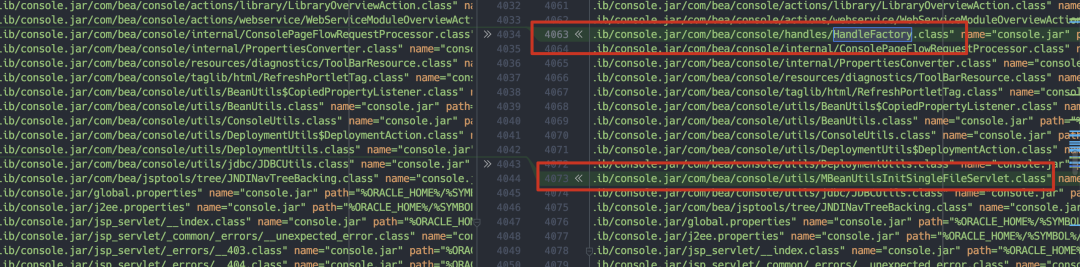 ib/console.jar/com/bea/console/actions/library/LibraryOverviewAction.class" 4032 4061 .ib/console.jar/com/bea/console/actions/library/LibraryOverviewAction.class"
ib/console.jar/com/bea/console/actions/webservice/WebServiceModuleOverviewAct 4033 .ib/console.jar/com/bea/console/actions/webservice/WebServiceModuleOverviewAct
ib/console.jar/com/bea/console/internal/ConsolePageFlowRequestProcessor.class » 4034 4063 « .ib/console.jar/com/bea/console/handles/HandleFactory.class" name="console.jar" p
ib/console.jar/com/bea/console/internal/PropertiesConverter.class" name="cons 4035 4064 .ib/console.jar/com/bea/console/internal/ConsolePageFlowRequestProcessor.class"
ib/console.jar/com/bea/console/resources/diagnostics/ToolBarResource.class" n 4036 4065 .ib/console.jar/com/bea/console/internal/PropertiesConverter.class" name="conso
ib/console.jar/com/bea/console/taglib/html/RefreshPortletTag.class" name="con 4037 4066 .ib/console.jar/com/bea/console/resources/diagnostics/ToolBarResource.class" na
ib/console.jar/com/bea/console/utils/BeanUtils$CopiedPropertyListener.class" 4038 4067 .ib/console.jar/com/bea/console/taglib/html/RefreshPortletTag.class" name="cons
ib/console.jar/com/bea/console/utils/BeanUtils.class" name="console.jar" path= 4039 4068 .ib/console.jar/com/bea/console/utils/BeanUtils$CopiedPropertyListener.class" n
ib/console.jar/com/bea/console/utils/ConsoleUtils.class" name="console.jar" p 4040 4069 .ib/console.jar/com/bea/console/utils/BeanUtils.class" name="console.jar" path=
ib/console.jar/com/bea/console/utils/DeploymentUtils$DeploymentAction.class" 4041 4070 .ib/console.jar/com/bea/console/utils/ConsoleUtils.class" name="console.jar" pa
ib/console.jar/com/bea/console/utils/DeploymentUtils.class" name="console.jar 4042 4071 .ib/console.jar/com/bea/console/utils/DeploymentUtils$DeploymentAction.class" n
ib/console.jar/com/bea/console/utils/jdbc/JDBCUtils.class" name="console.jar" » 4043 4072 .ib/console.jar/com/bea/console/utils/DeploymentUtils.class" name="console.jar"
ib/console.jar/com/bea/jsptools/tree/JNDINavTreeBacking.class" name="console. 4044 4073 « .ib/console.jar/com/bea/console/utils/MBeanUtilsInitSingleFileServlet.class"
ib/console.jar/global.properties" name="console.jar" path="%ORACLE_HOME%/%SYM 4045 4074 .ib/console.jar/com/bea/console/utils/jdbc/JDBCUtils.class" name="console.jar"
ib/console.jar/j2ee.properties" name="console.jar" path="%ORACLE_HOME%/%SYMBO 4046 4075 .ib/console.jar/com/bea/jsptools/tree/JNDINavTreeBacking.class" name="console.j
ib/console.jar/jsp_servlet/__index.class" name="console.jar" path="%ORACLE_HO 4047 4076 .ib/console.jar/global.properties" name="console.jar" path="%ORACLE_HOME%/%SYMB
ib/console.jar/jsp_servlet/_common/_errors/__unexpected_error.class" name="co 4048 4077 .ib/console.jar/j2ee.properties" name="console.jar" path="%ORACLE_HOME%/%SYMBOL
ib/console.jar/jsp_servlet/_errors/__403.class" name="console.jar" path="%ORA 4049 4078 .ib/console.jar/jsp_servlet/__index.class" name="console.jar" path="%ORACLE_HOM
ib/console.jar/jsp_servlet/_errors/__404.class" name="console.jar" path="%ORA 4079 .ib/console.jar/jsp_servlet/_common/_errors/__unexpected_error.class" name="con